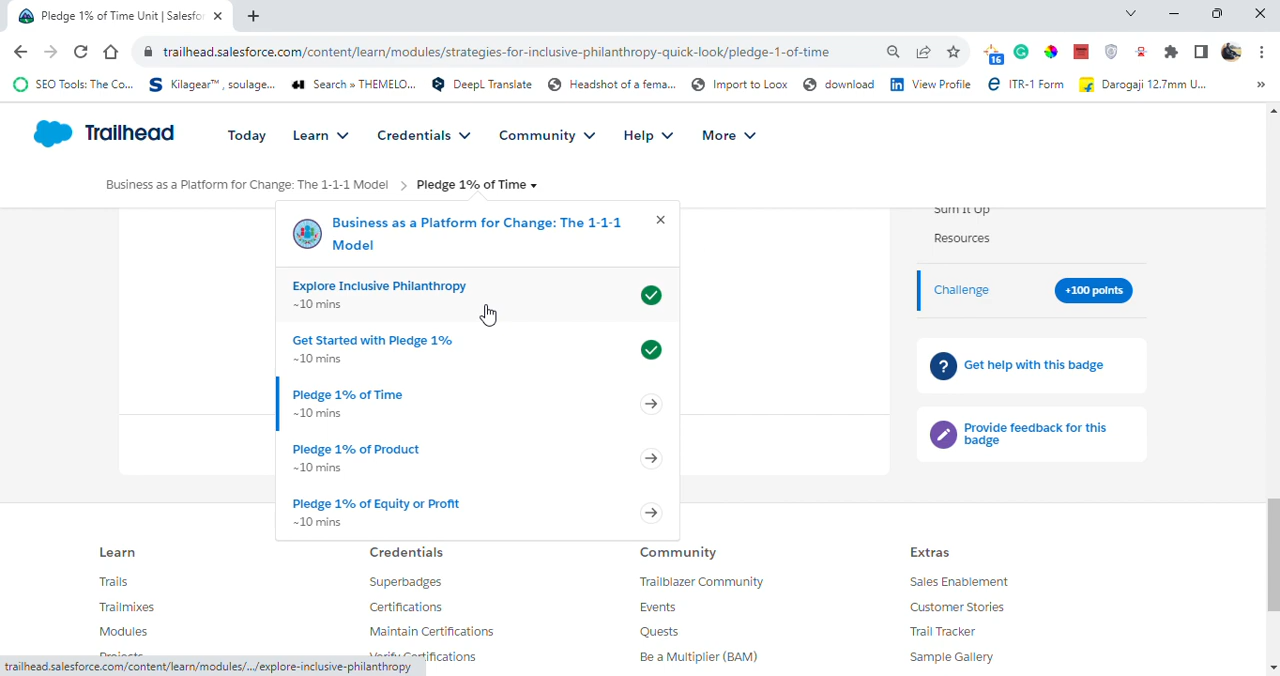 Pledge 1% of Time Unit | Salesfor
trailhead.salesforce.com/content/learn/modules/strategies-for-inclusive-philanthropy-quick-look/pledge-1-of-time
16
SEO Tools: The Co...
Kilagear™, soulage...
Search » THEMELO...
DeepL Translate
Headshot of a fema...
Import to Loox
download
View Profile
ITR-1 Form
Darogaji 12.7mm U...
»
Trailhead
Today
Learn
Credentials
Community
Help
More
Business as a Platform for Change: The 1-1-1 Model > Pledge 1% of Time
Business as a Platform for Change: The 1-1-1
Model
Explore Inclusive Philanthropy
~10 mins
Get Started with Pledge 1%
~10 mins
Pledge 1% of Time
~10 mins
Pledge 1% of Product
~10 mins
Pledge 1% of Equity or Profit
~10 mins
Sum It Up
Resources
Challenge
+100 points
Get help with this badge
Provide feedback for this
badge
Learn
Trails
Trailmixes
Modules
Projects
Credentials
Superbadges
Certifications
Maintain Certifications
Verify Certifications
Community
Trailblazer Community
Events
Quests
Be a Multiplier (BAM)
Extras
Sales Enablement
Customer Stories
Trail Tracker
Sample Gallery
trailhead.salesforce.com/content/learn/modules/.../explore-inclusive-philanthropy